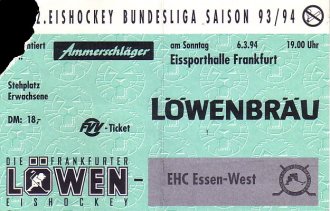 2.EISHOCKEY BUNDESLIGA SAISON 93/94
Ammerschläger
am Sonntag 6.3.94 19.00 Uhr
Eissporthalle Frankfurt
Stehplatz
Erwachsene
DM: 18,-
LÖWENBRÄU
FVV-Ticket
DIE FRANKFURTER
LÖWEN -
EISHOCKEY
EHC Essen-West